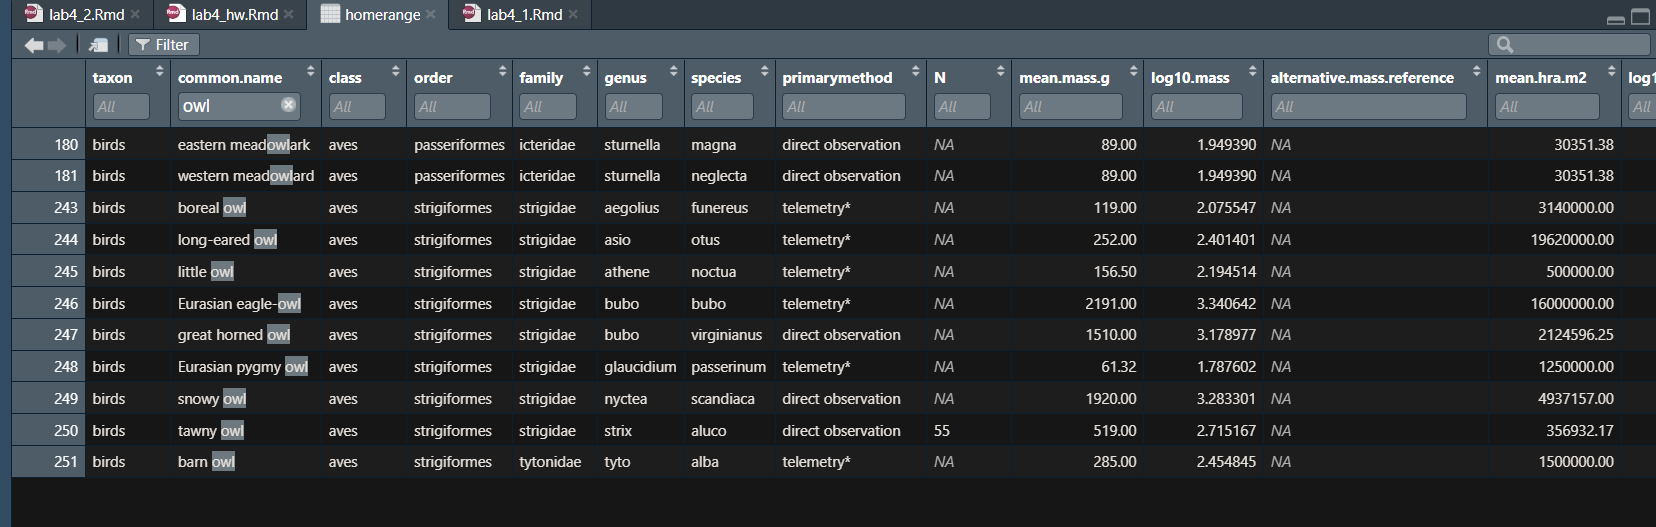 lab4_2.Rmd lab4_hw.Rmd homerange lab4_1.Rmd
Filter
taxon common.name class order family genus species primarymethod N mean.mass.g log10.mass alternative.mass.reference mean.hra.m2 log1
All owl All All All All All All All All All All All All
180 birds eastern meadowlark aves passeriformes icteridae sturnella magna direct observation NA 89.00 1.949390 NA 30351.38
181 birds western meadowlard aves passeriformes icteridae sturnella neglecta direct observation NA 89.00 1.949390 NA 30351.38
243 birds boreal owl aves strigiformes strigidae aegolius funereus telemetry* NA 119.00 2.075547 NA 3140000.00
244 birds long-eared owl aves strigiformes strigidae asio otus telemetry* NA 252.00 2.401401 NA 19620000.00
245 birds little owl aves strigiformes strigidae athene noctua telemetry* NA 156.50 2.194514 NA 500000.00
246 birds Eurasian eagle-owl aves strigiformes strigidae bubo bubo telemetry* NA 2191.00 3.340642 NA 16000000.00
247 birds great horned owl aves strigiformes strigidae bubo virginianus direct observation NA 1510.00 3.178977 NA 2124596.25
248 birds Eurasian pygmy owl aves strigiformes strigidae glaucidium passerinum telemetry* NA 61.32 1.787602 NA 1250000.00
249 birds snowy owl aves strigiformes strigidae nyctea scandiaca direct observation NA 1920.00 3.283301 NA 4937157.00
250 birds tawny owl aves strigiformes strigidae strix aluco direct observation 55 519.00 2.715167 NA 356932.17
251 birds barn owl aves strigiformes tytonidae tyto alba telemetry* NA 285.00 2.454845 NA 1500000.00